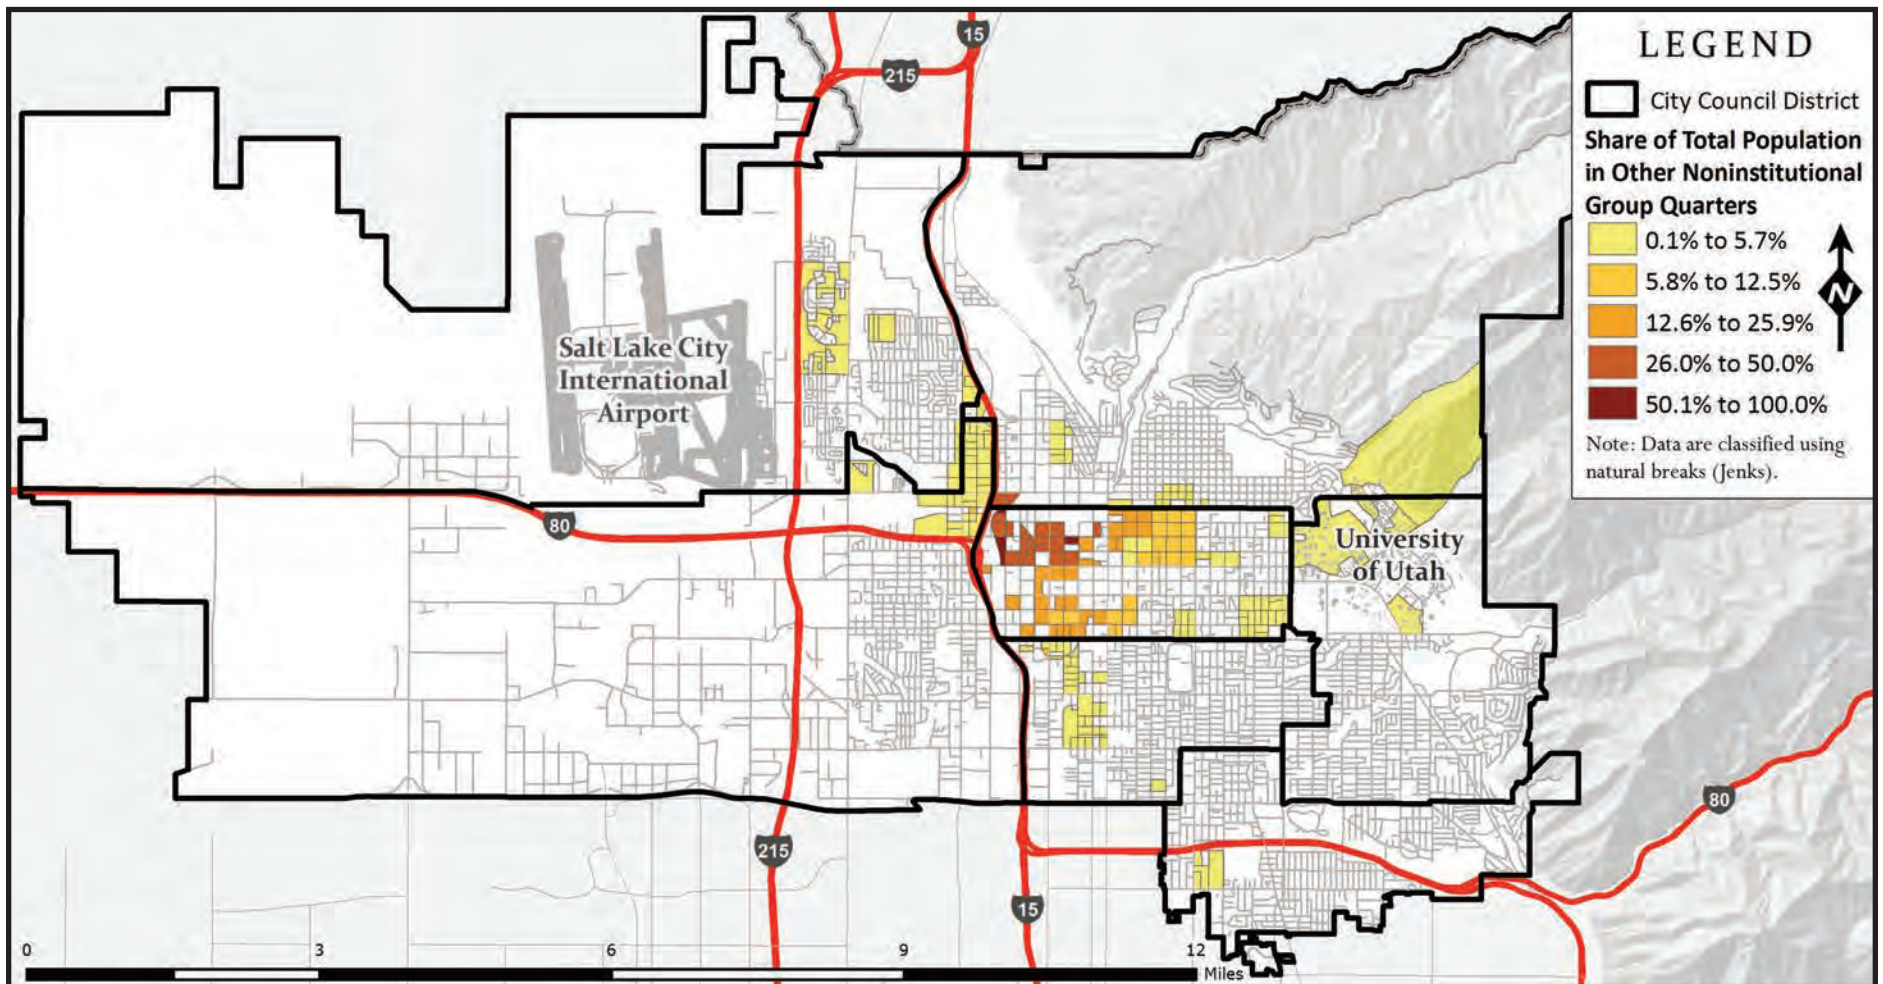 15
215
LEGEND
City Council District
Share of Total Population
in Other Noninstitutional
Group Quarters
0.1% to 5.7%
5.8% to 12.5%
12.6% to 25.9%
26.0% to 50.0%
50.1% to 100.0%
N
Note: Data are classified using
natural breaks (Jenks).
Salt Lake City
International
Airport
80
University
of Utah
80
215
15
0 3 6 9 12
Miles